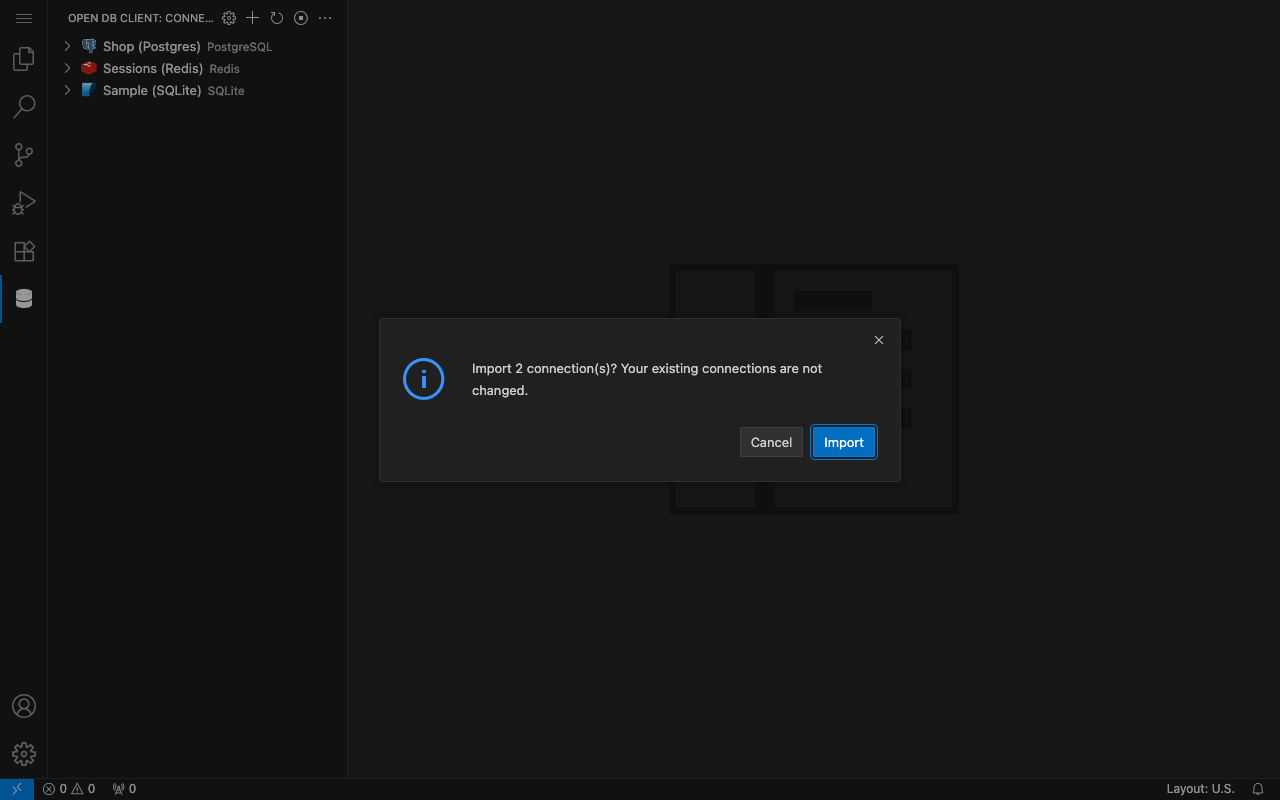 OPEN DB CLIENT: CONNE...
Shop (Postgres) PostgreSQL
Sessions (Redis) Redis
Sample (SQLite) SQLite
Import 2 connection(s)? Your existing connections are not
changed.
Cancel
Import
0 0 0
Layout: U.S.